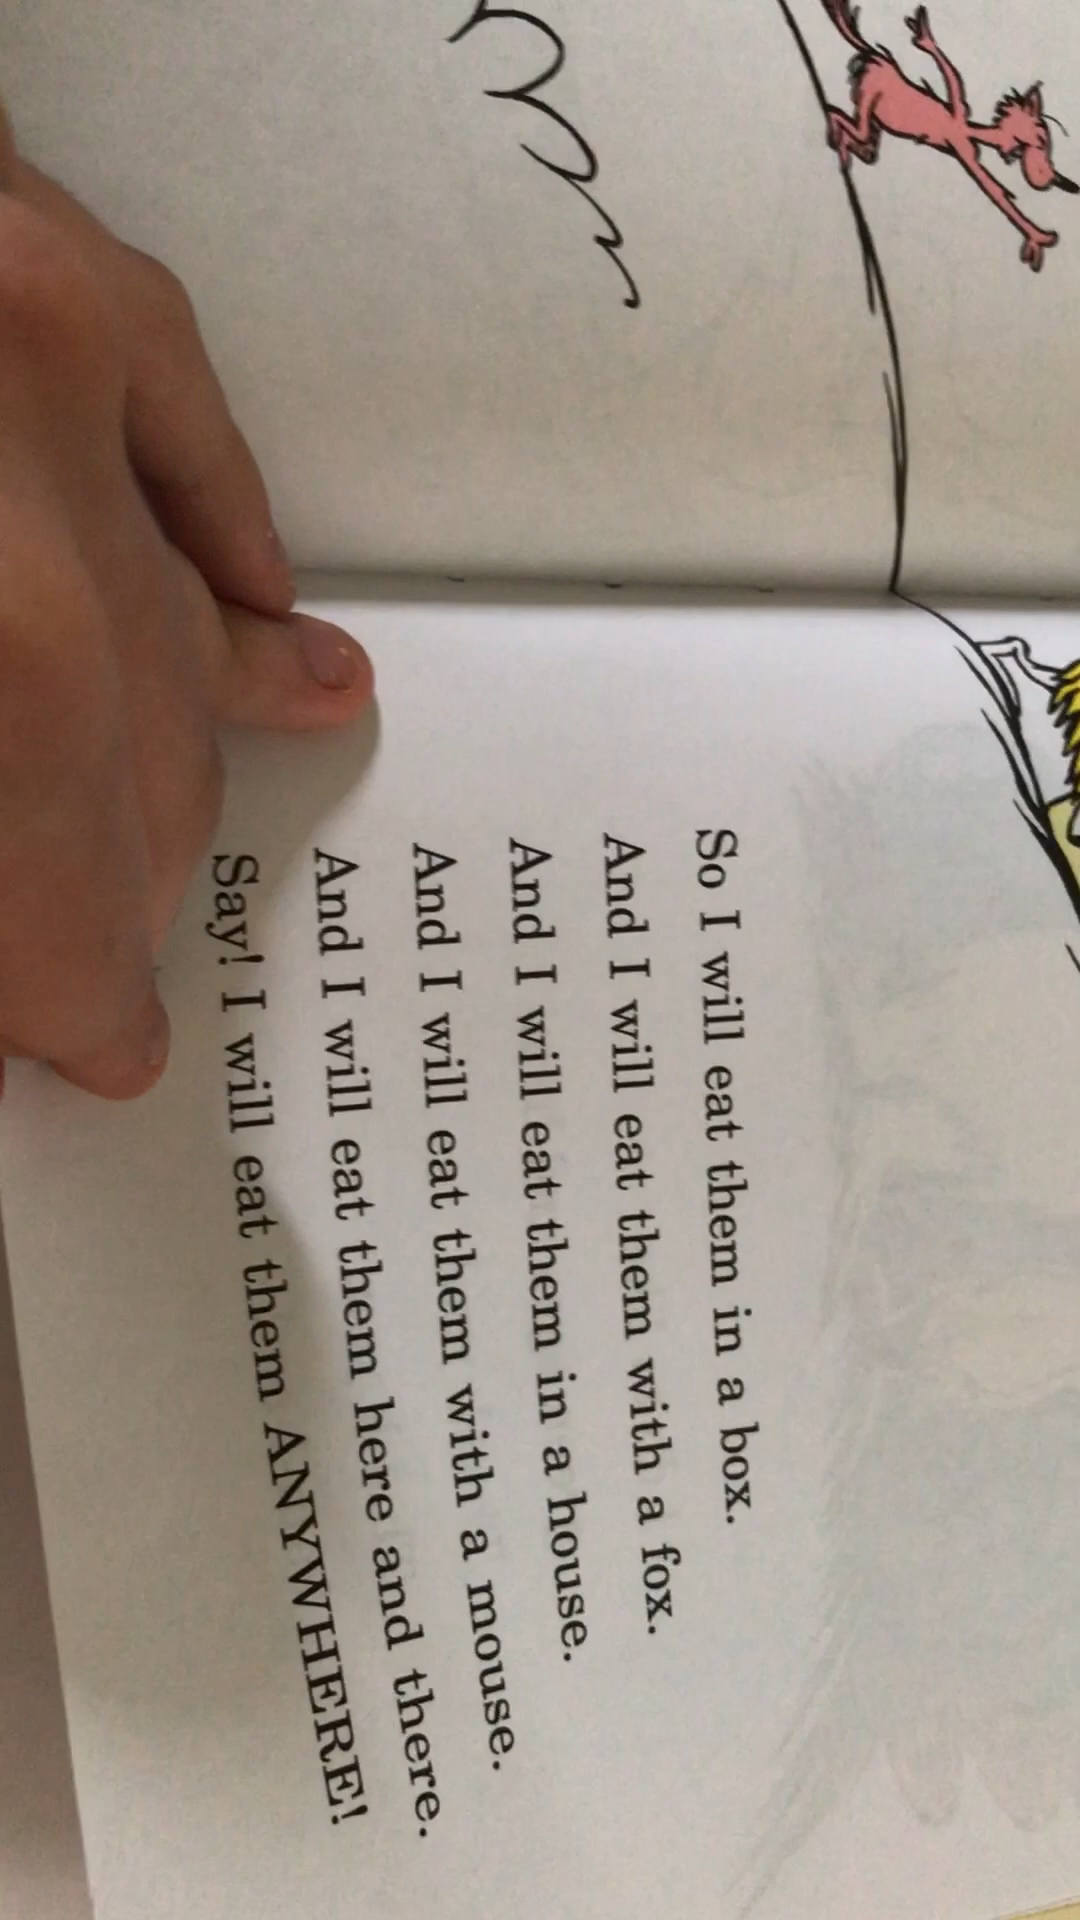 So I will eat them in a box.
And I will eat them with a fox.
And I will eat them in a house.
And I will eat them with a mouse.
And I will eat them here and there.
Say! I will eat them ANYWHERE!